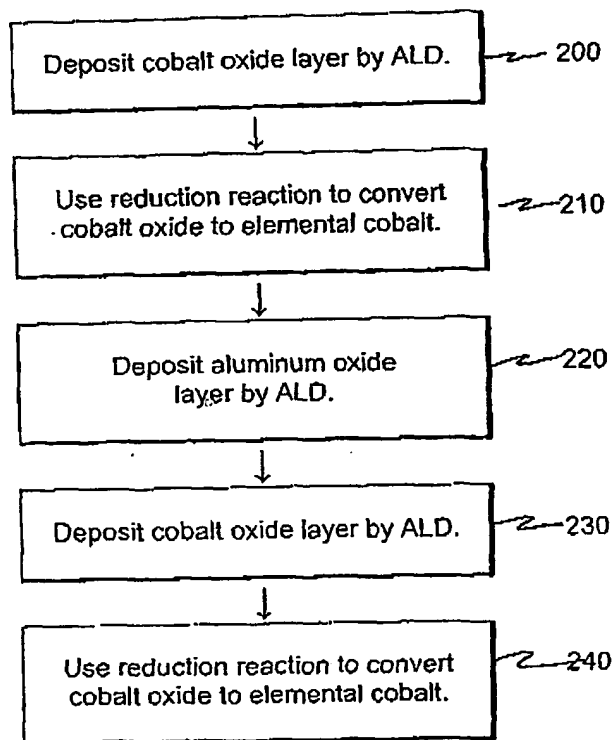 Deposit cobalt oxide layer by ALD.
200
Use reduction reaction to convert
cobalt oxide to elemental cobalt.
210
Deposit aluminum oxide
layer by ALD.
220
Deposit cobalt oxide layer by ALD.
230
Use reduction reaction to convert
cobalt oxide to elemental cobalt.
240